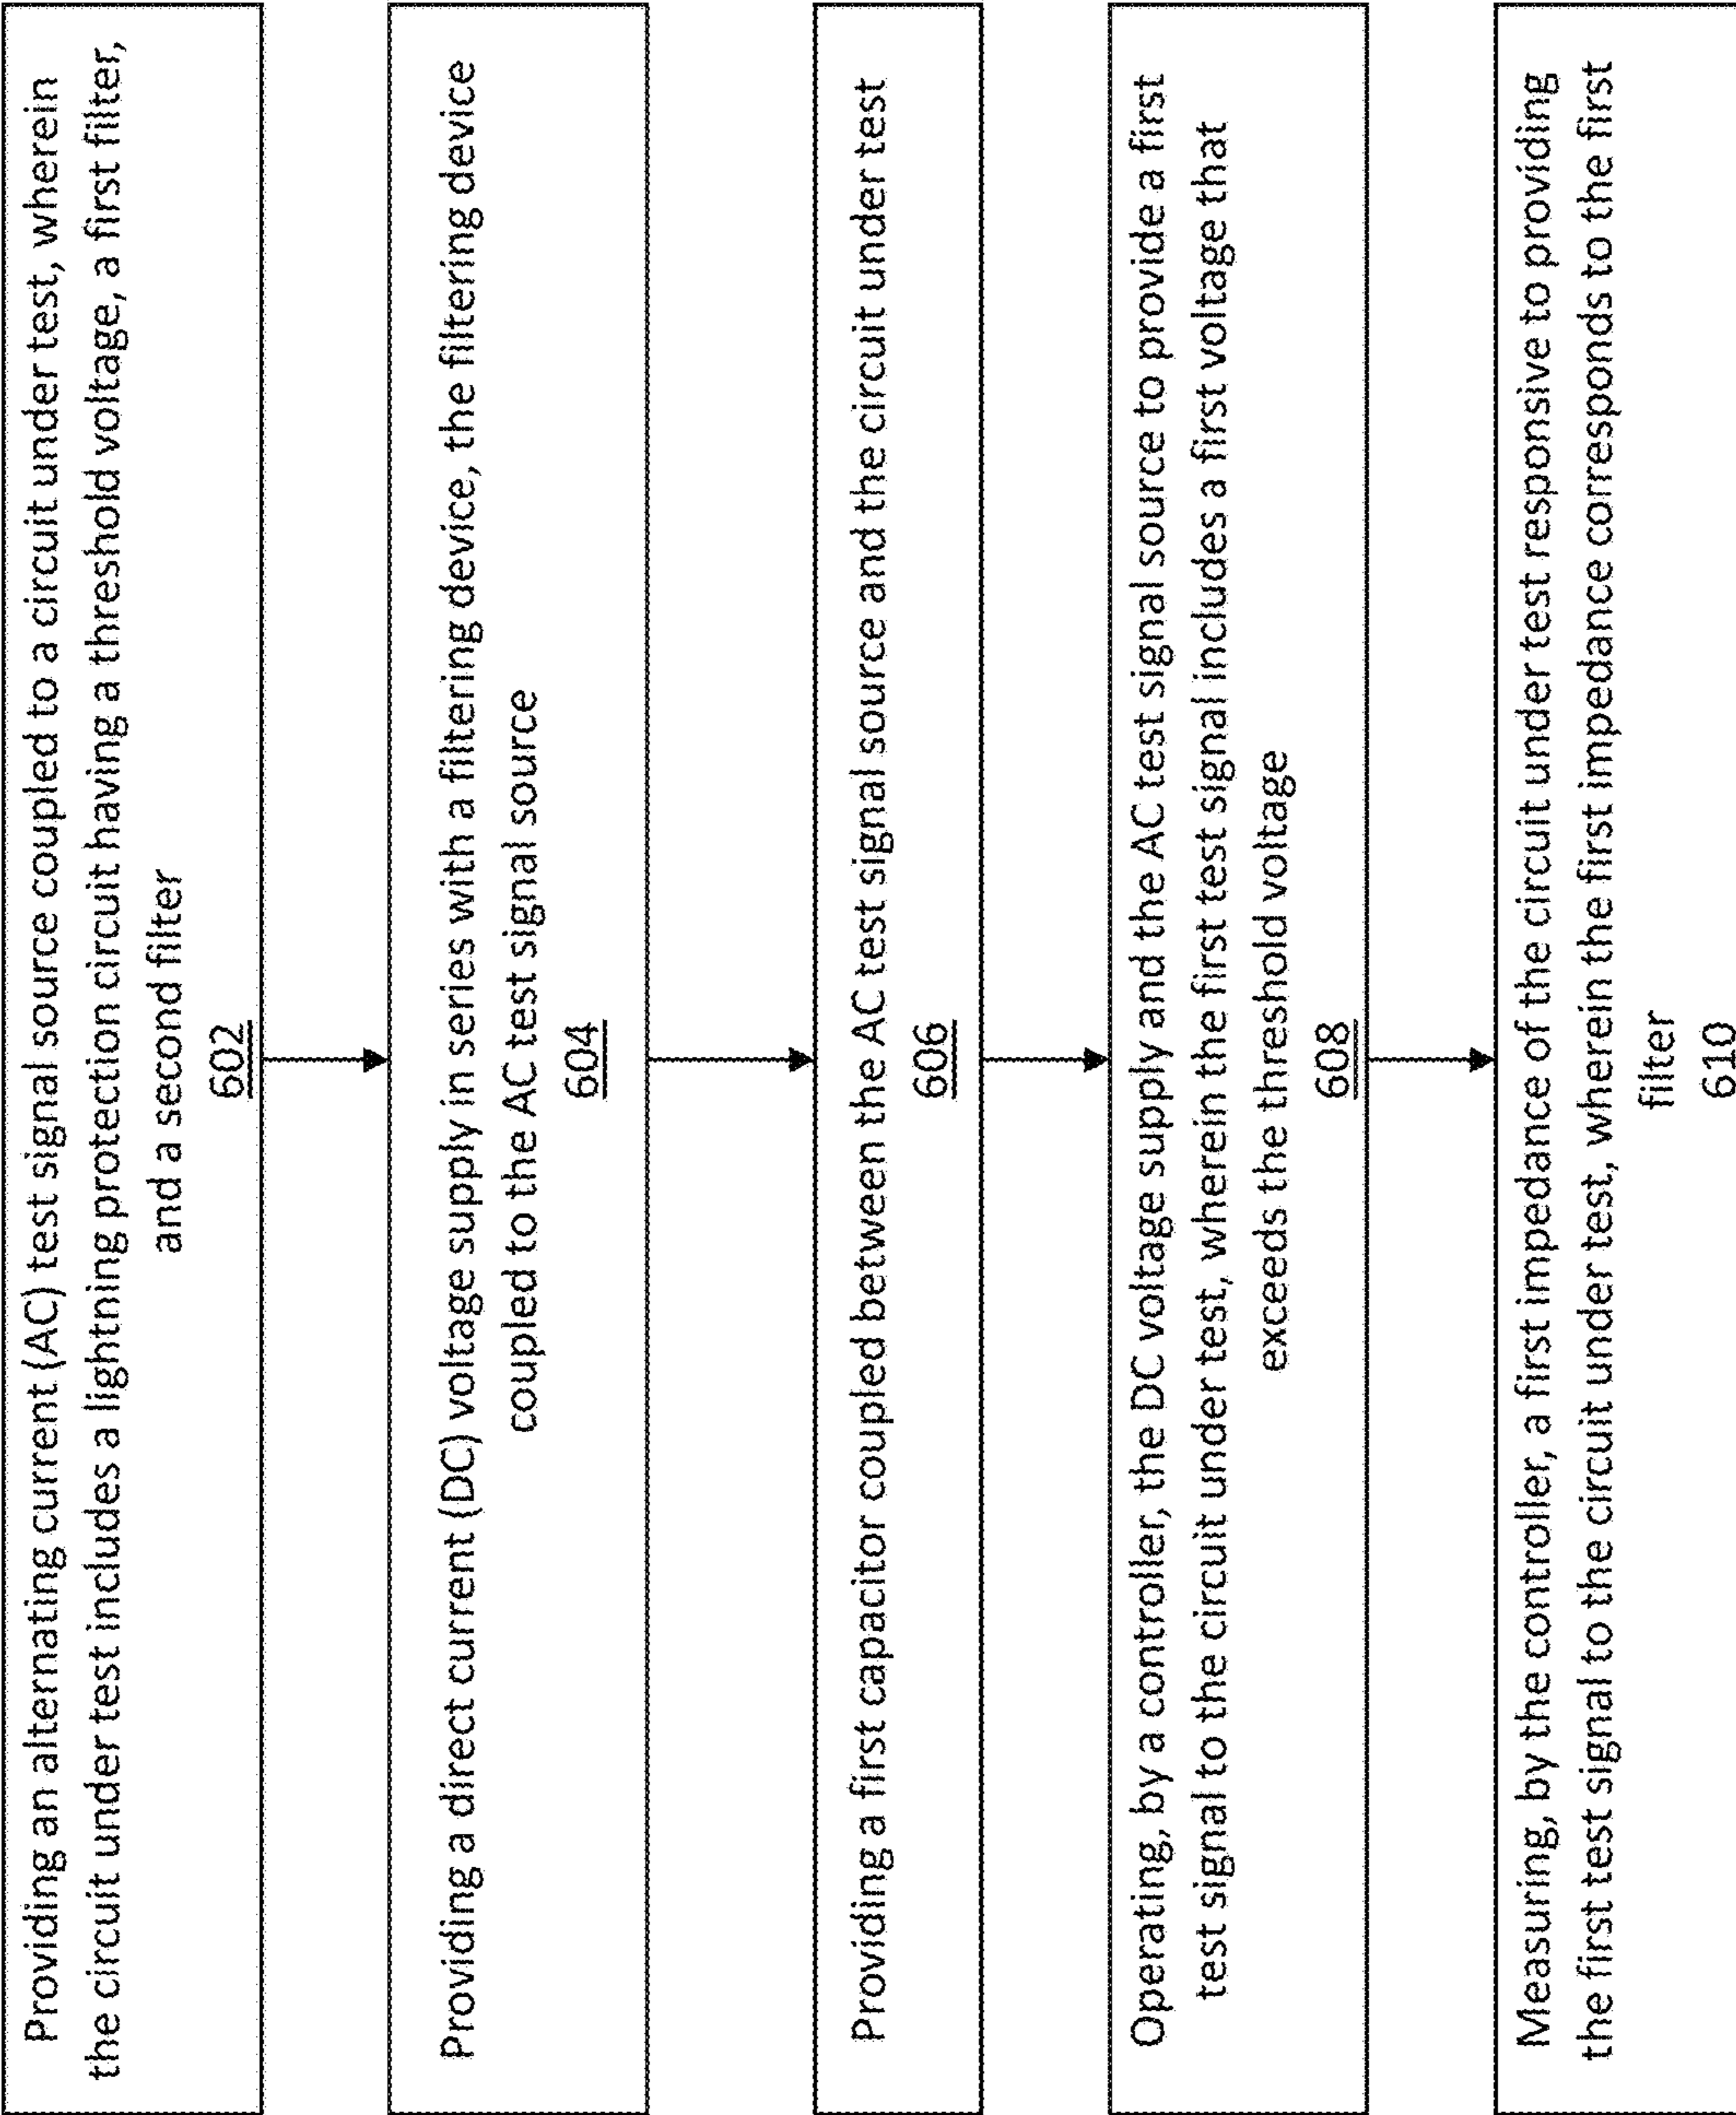 Providing an alternating current (AC) test signal source coupled to a circuit under test, wherein
the circuit under test includes a lightning protection circuit having a threshold voltage, a first filter,
and a second filter
602
Providing a direct current (DC) voltage supply in series with a filtering device, the filtering device
coupled to the AC test signal source
604
Providing a first capacitor coupled between the AC test signal source and the circuit under test
606
Operating, by a controller, the DC voltage supply and the AC test signal source to provide a first
test signal to the circuit under test, wherein the first test signal includes a first voltage that
exceeds the threshold voltage
608
Measuring, by the controller, a first impedance of the circuit under test responsive to providing
the first test signal to the circuit under test, wherein the first impedance corresponds to the first
filter
610